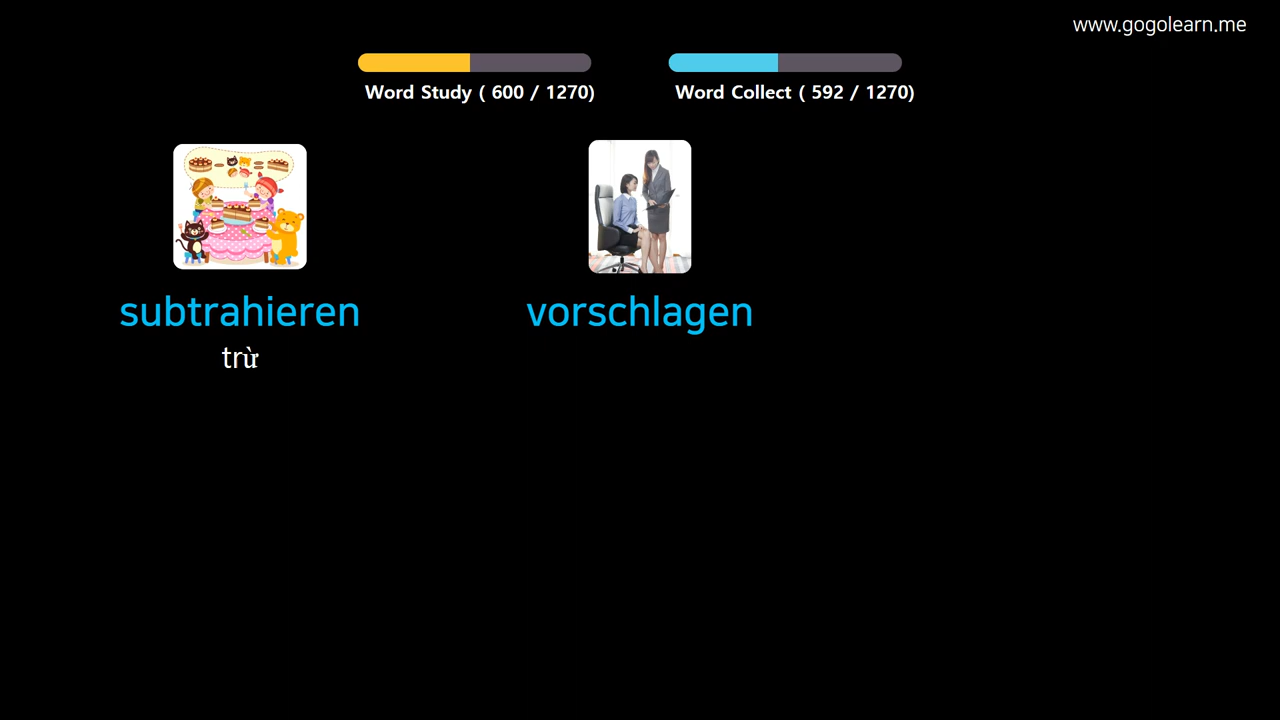 www.gogolearn.me
Word Study ( 600 / 1270)
Word Collect ( 592 / 1270)
subtrahieren
trừ
vorschlagen